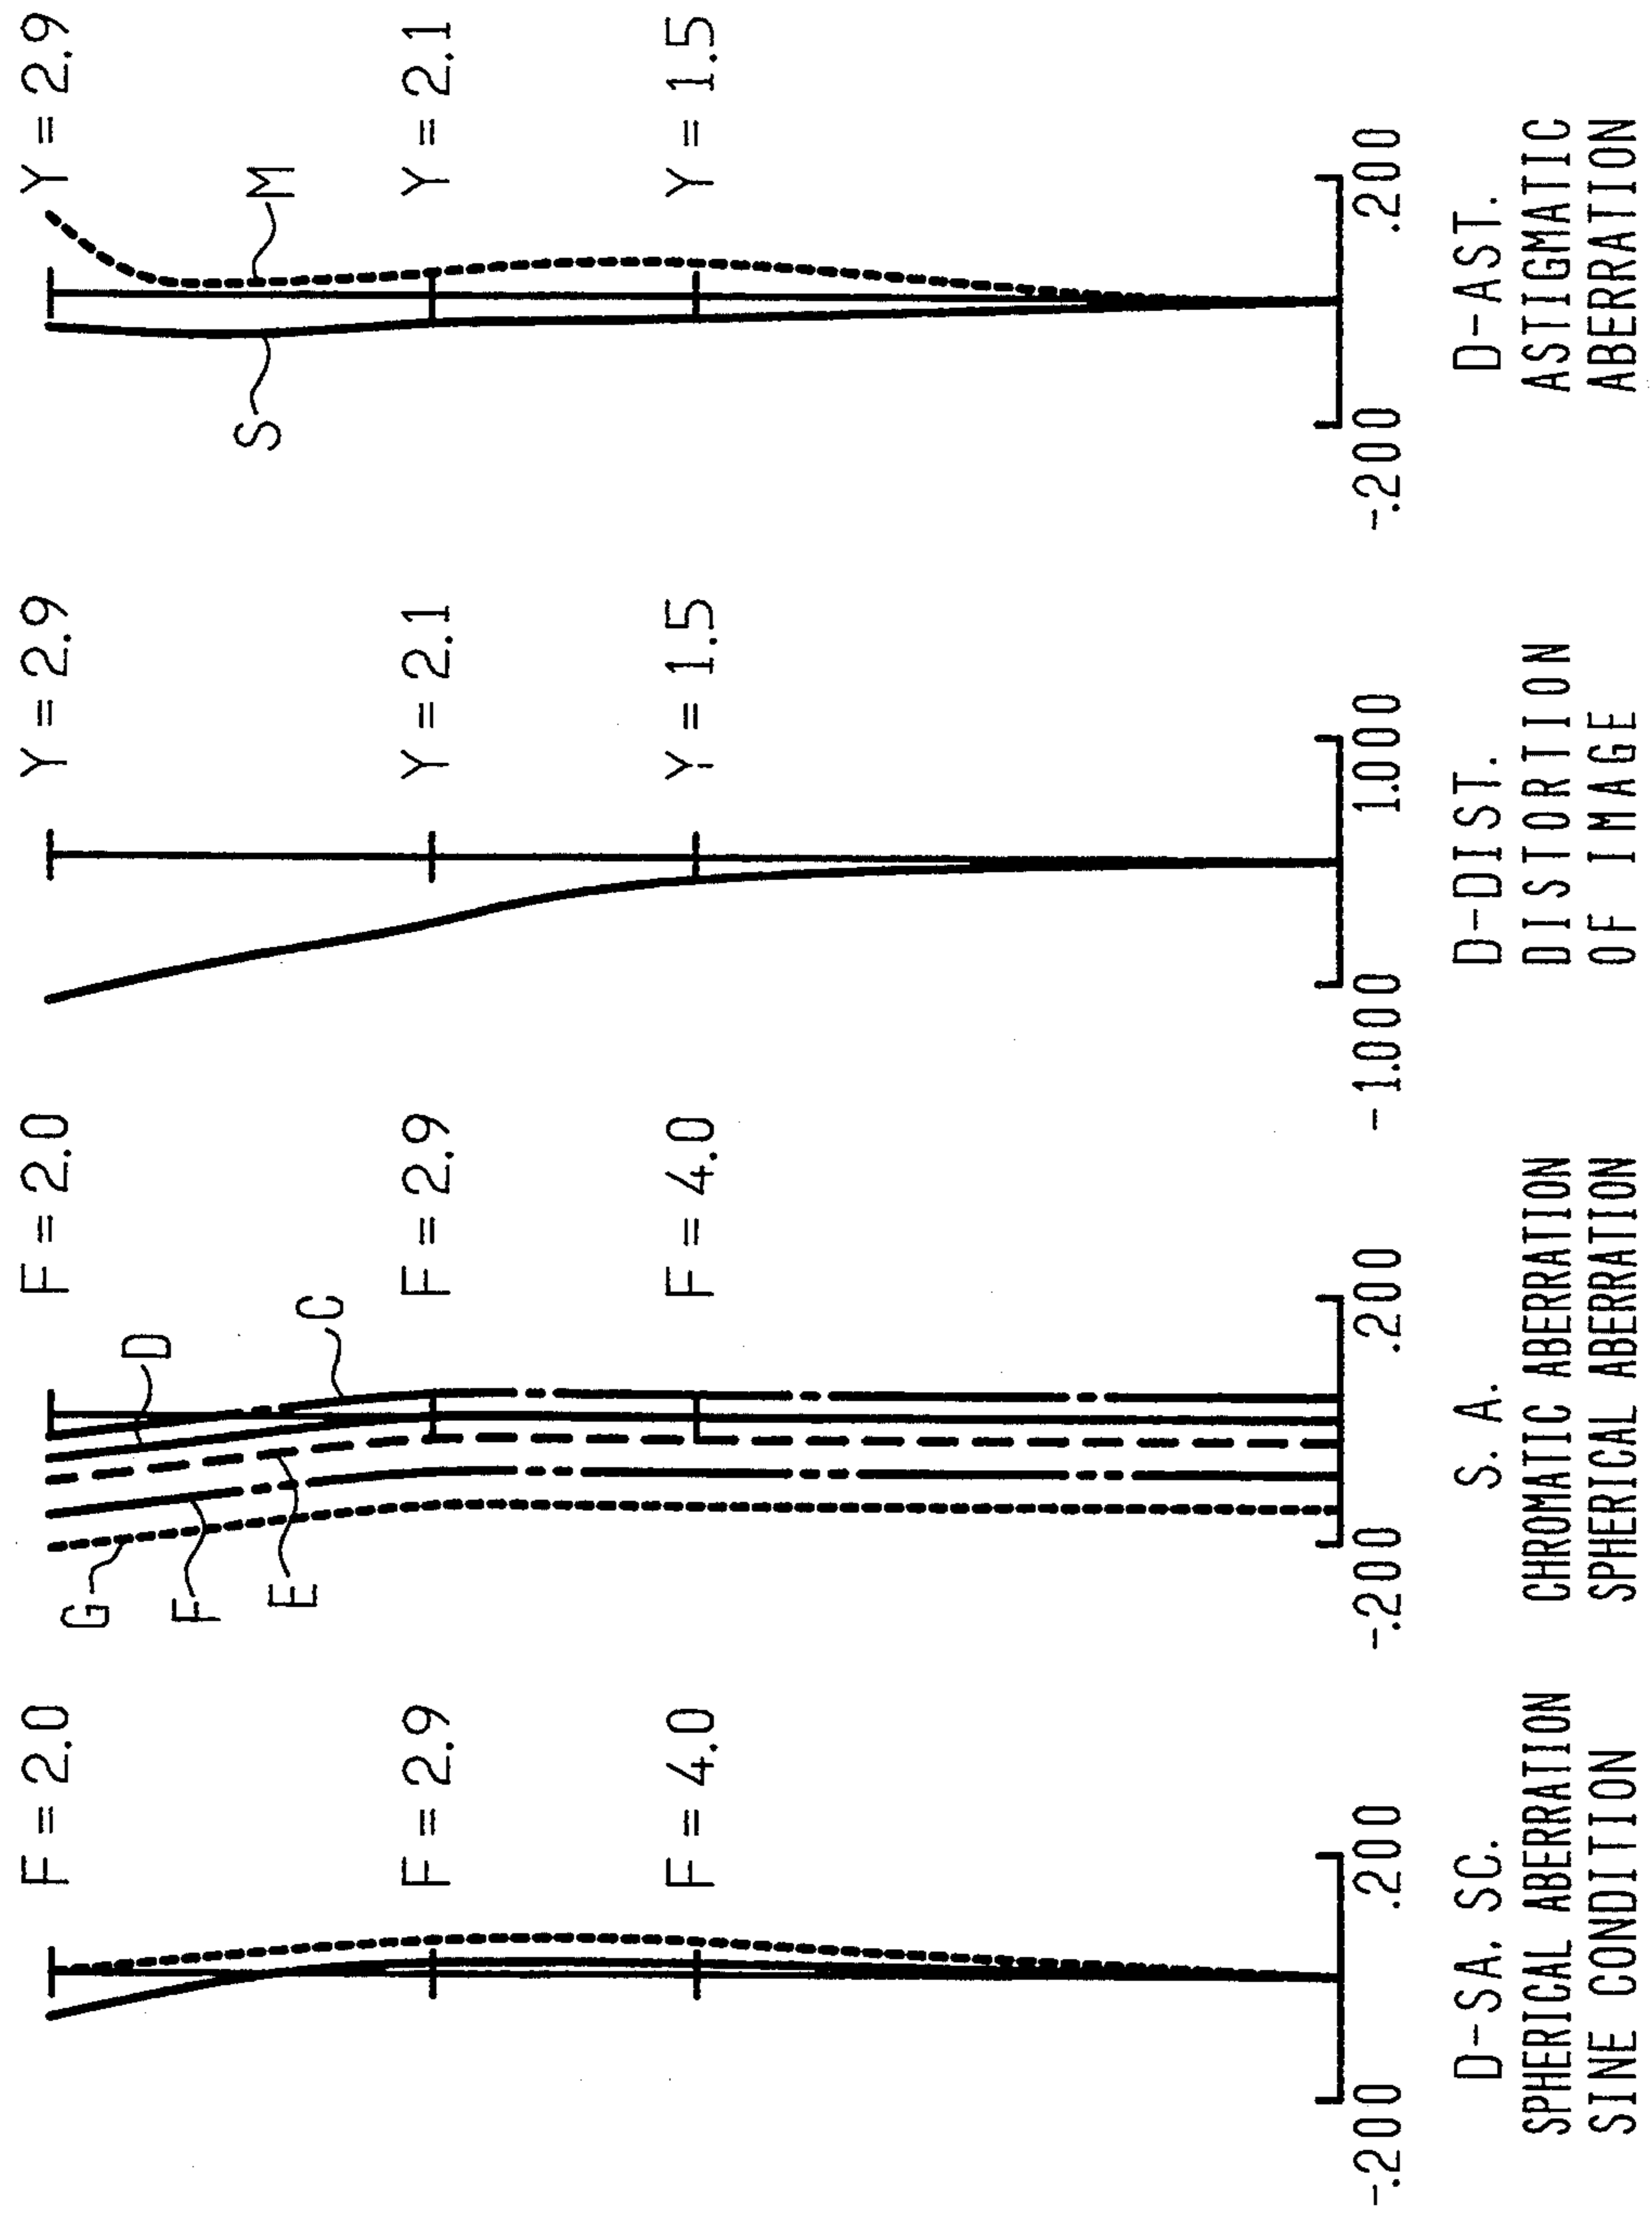 F = 2.0
F = 2.9
F = 4.0
-.200
.200
D-SA. SC.
SPHERICAL ABERRATION
SINE CONDITION
F = 2.0
D
C
G
F
E
F = 2.9
F = 4.0
-.200
.200
S. A.
CHROMATIC ABERRATION
SPHERICAL ABERRATION
Y = 2.9
Y = 2.1
Y = 1.5
-1.000
1.000
D-DIST.
DISTORTION
OF IMAGE
Y = 2.9
M
S
Y = 2.1
Y = 1.5
-.200
.200
D-AST.
ASTIGMATIC
ABERRATION